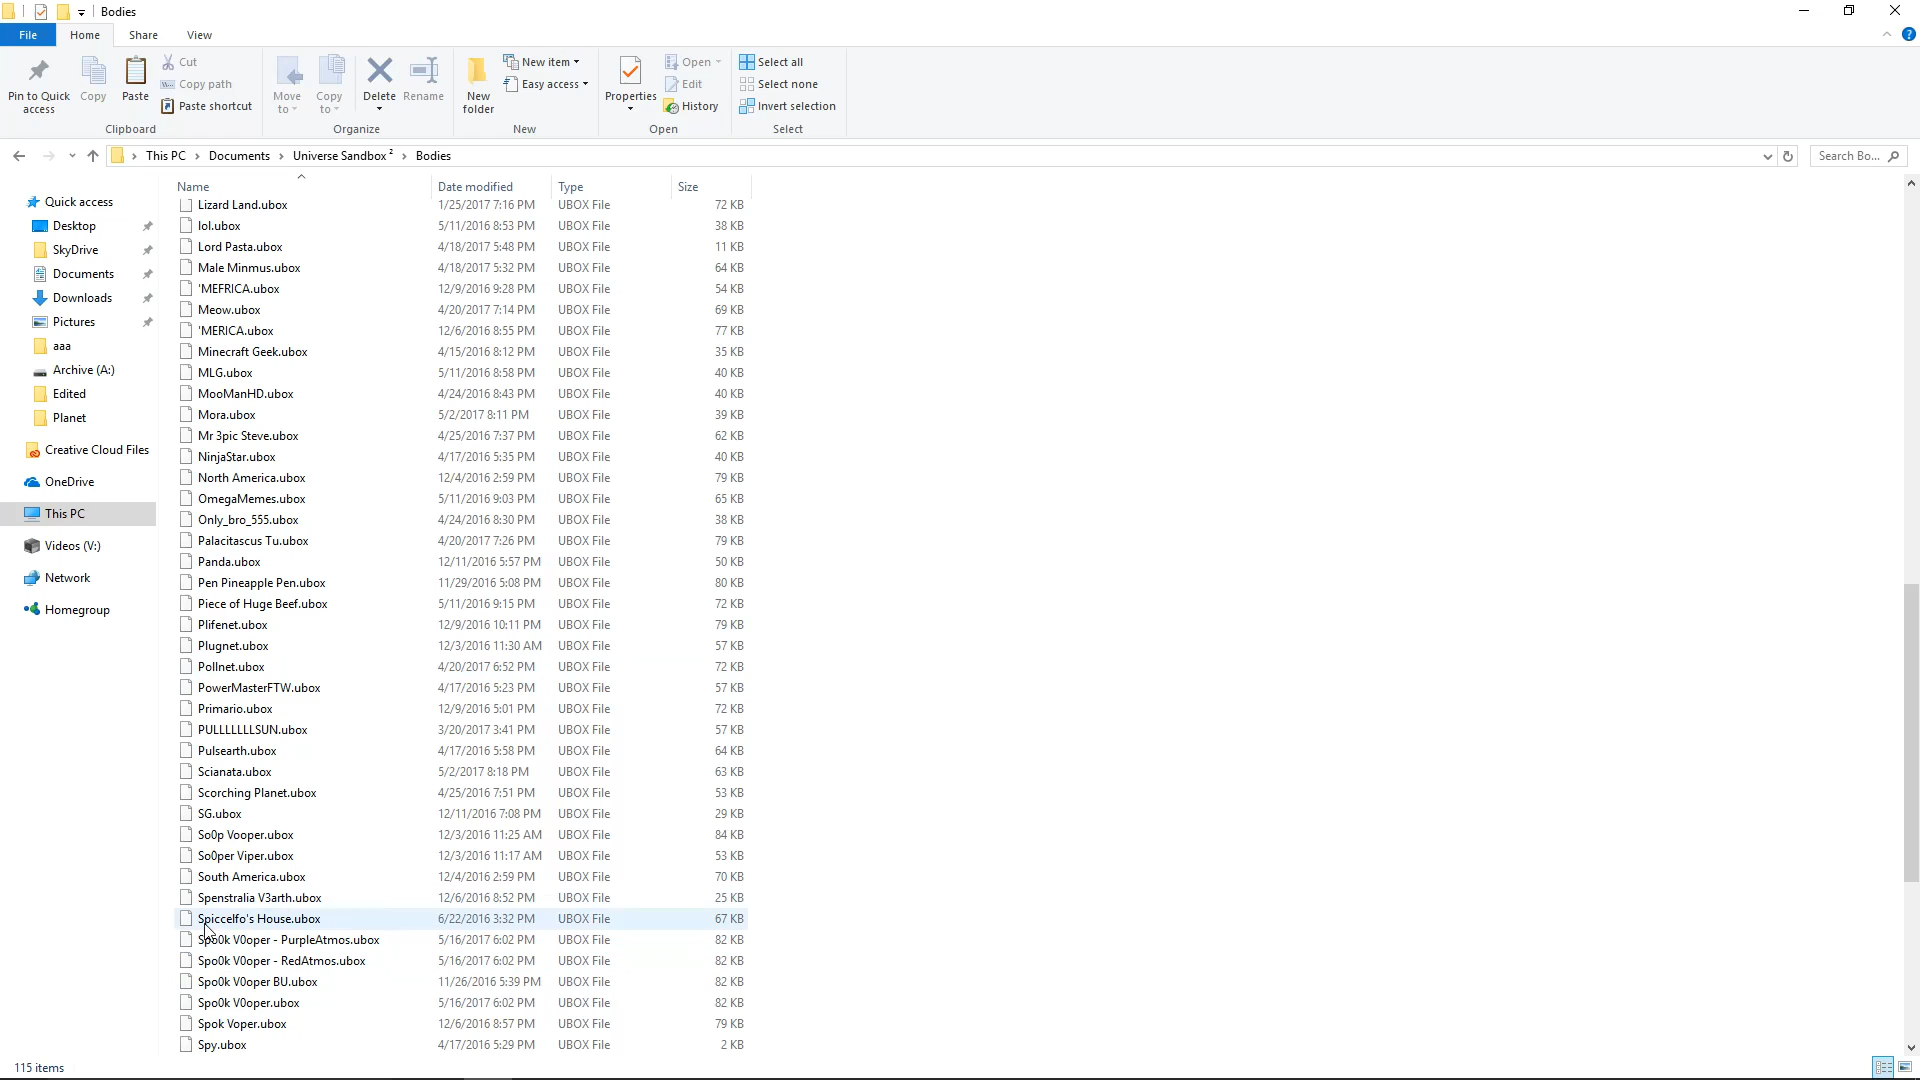 Bodies
File Home Share View
Pin to Quick access
Copy
Paste
Cut
Copy path
Paste shortcut
Clipboard
Move to
Copy to
Delete
Rename
Organize
New folder
New item
Easy access
New
Properties
Open
Edit
History
Open
Select all
Select none
Invert selection
Select
This PC › Documents › Universe Sandbox ² › Bodies
Search Bo...
Quick access
Desktop
SkyDrive
Documents
Downloads
Pictures
aaa
Archive (A:)
Edited
Planet
Creative Cloud Files
OneDrive
This PC
Videos (V:)
Network
Homegroup
Name Date modified Type Size
Lizard Land.ubox 1/25/2017 7:16 PM UBOX File 72 KB
lol.ubox 5/11/2016 8:53 PM UBOX File 38 KB
Lord Pasta.ubox 4/18/2017 5:48 PM UBOX File 11 KB
Male Minmus.ubox 4/18/2017 5:32 PM UBOX File 64 KB
'MEFRICA.ubox 12/9/2016 9:28 PM UBOX File 54 KB
Meow.ubox 4/20/2017 7:14 PM UBOX File 69 KB
'MERICA.ubox 12/6/2016 8:55 PM UBOX File 77 KB
Minecraft Geek.ubox 4/15/2016 8:12 PM UBOX File 35 KB
MLG.ubox 5/11/2016 8:58 PM UBOX File 40 KB
MooManHD.ubox 4/24/2016 8:43 PM UBOX File 40 KB
Mora.ubox 5/2/2017 8:11 PM UBOX File 39 KB
Mr 3pic Steve.ubox 4/25/2016 7:37 PM UBOX File 62 KB
NinjaStar.ubox 4/17/2016 5:35 PM UBOX File 40 KB
North America.ubox 12/4/2016 2:59 PM UBOX File 79 KB
OmegaMemes.ubox 5/11/2016 9:03 PM UBOX File 65 KB
Only_bro_555.ubox 4/24/2016 8:30 PM UBOX File 38 KB
Palacitascus Tu.ubox 4/20/2017 7:26 PM UBOX File 79 KB
Panda.ubox 12/11/2016 5:57 PM UBOX File 50 KB
Pen Pineapple Pen.ubox 11/29/2016 5:08 PM UBOX File 80 KB
Piece of Huge Beef.ubox 5/11/2016 9:15 PM UBOX File 72 KB
Plifenet.ubox 12/9/2016 10:11 PM UBOX File 79 KB
Plugnet.ubox 12/3/2016 11:30 AM UBOX File 57 KB
Pollnet.ubox 4/20/2017 6:52 PM UBOX File 72 KB
PowerMasterFTW.ubox 4/17/2016 5:23 PM UBOX File 57 KB
Primario.ubox 12/9/2016 5:01 PM UBOX File 72 KB
PULLLLLLLSUN.ubox 3/20/2017 3:41 PM UBOX File 57 KB
Pulsearth.ubox 4/17/2016 5:58 PM UBOX File 64 KB
Scianata.ubox 5/2/2017 8:18 PM UBOX File 63 KB
Scorching Planet.ubox 4/25/2016 7:51 PM UBOX File 53 KB
SG.ubox 12/11/2016 7:08 PM UBOX File 29 KB
So0p Vooper.ubox 12/3/2016 11:25 AM UBOX File 84 KB
So0per Viper.ubox 12/3/2016 11:17 AM UBOX File 53 KB
South America.ubox 12/4/2016 2:59 PM UBOX File 70 KB
Spenstralia V3arth.ubox 12/6/2016 8:52 PM UBOX File 25 KB
Spiccelfo's House.ubox 6/22/2016 3:32 PM UBOX File 67 KB
Spo0k V0oper - PurpleAtmos.ubox 5/16/2017 6:02 PM UBOX File 82 KB
Spo0k V0oper - RedAtmos.ubox 5/16/2017 6:02 PM UBOX File 82 KB
Spo0k V0oper BU.ubox 11/26/2016 5:39 PM UBOX File 82 KB
Spo0k V0oper.ubox 5/16/2017 6:02 PM UBOX File 82 KB
Spok Voper.ubox 12/6/2016 8:57 PM UBOX File 79 KB
Spy.ubox 4/17/2016 5:29 PM UBOX File 2 KB
115 items